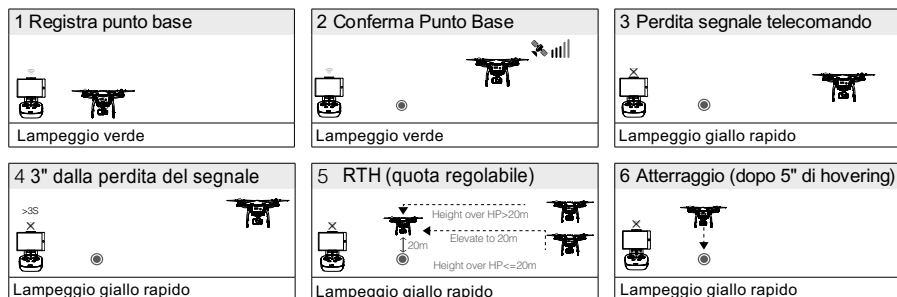 1 Registra punto base
Lampeggio verde
2 Conferma Punto Base
Lampeggio verde
3 Perdita segnale telecomando
Lampeggio giallo rapido
4 3" dalla perdita del segnale
>3S
Lampeggio giallo rapido
5 RTH (quota regolabile)
Height over HP>20m
Elevate to 20m
20m
Height over HP<=20m
Lampeggio giallo rapido
6 Atterraggio (dopo 5" di hovering)
Lampeggio giallo rapido